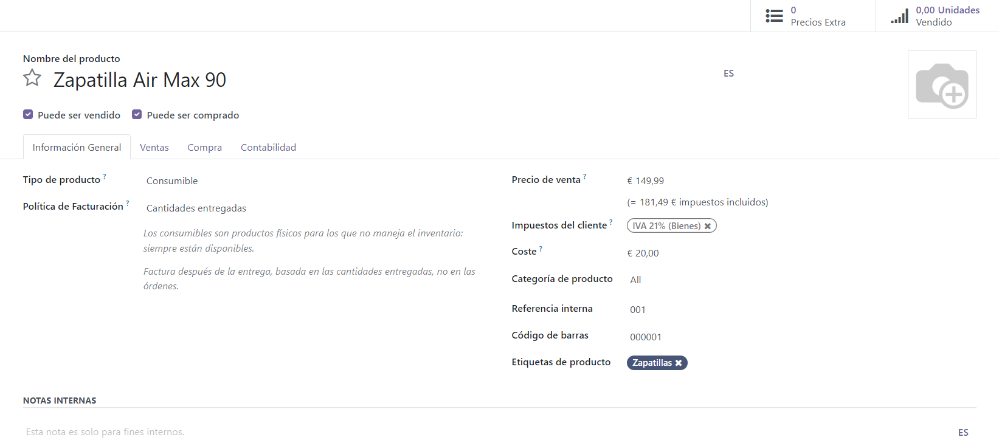 0
Precios Extra
0,00 Unidades
Vendido
Nombre del producto
Zapatilla Air Max 90
ES
Puede ser vendido
Puede ser comprado
Información General
Ventas
Compra
Contabilidad
Tipo de producto ?
Consumible
Política de Facturación ?
Cantidades entregadas
Los consumibles son productos físicos para los que no maneja el inventario:
siempre están disponibles.
Factura después de la entrega, basada en las cantidades entregadas, no en las
órdenes.
Precio de venta ?
€ 149,99
(= 181,49 € impuestos incluidos)
Impuestos del cliente ?
IVA 21% (Bienes) ✖
Coste ?
€ 20,00
Categoría de producto
All
Referencia interna
001
Código de barras
000001
Etiquetas de producto
Zapatillas ✖
NOTAS INTERNAS
Esta nota es solo para fines internos.
ES